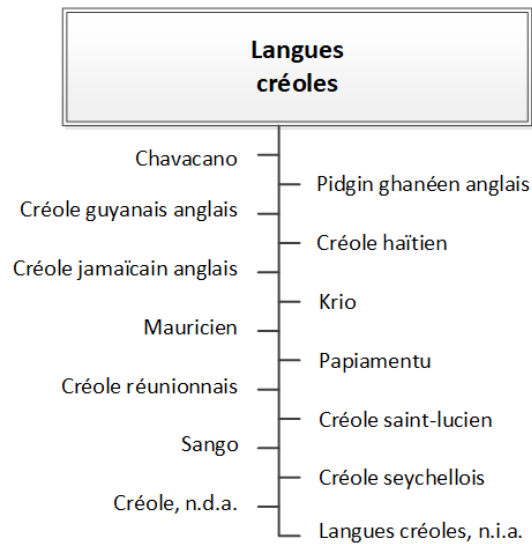 Langues
créoles
Chavacano
Pidgin ghanéen anglais
Créole guyanais anglais
Créole haïtien
Créole jamaïcain anglais
Krio
Mauricien
Papiamentu
Créole réunionnais
Créole saint-lucien
Sango
Créole seychellois
Créole, n.d.a.
Langues créoles, n.i.a.